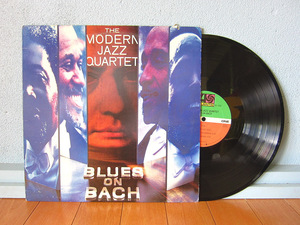 THE
MODERN
JAZZ
QUARTET
BLUES
ON
BACH